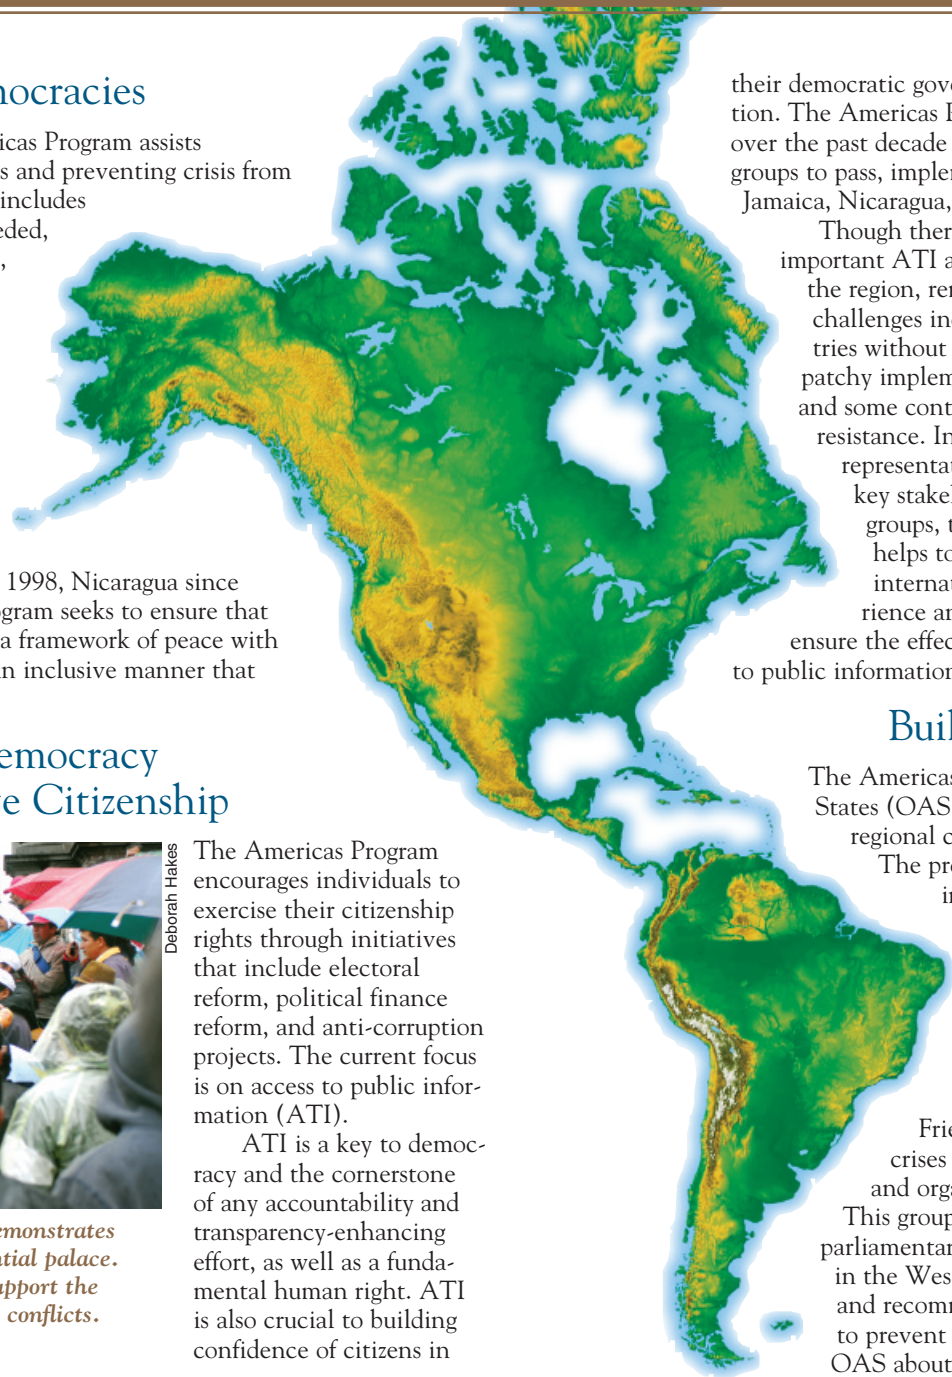 nocracies
icas Program assists
s and preventing crisis from
includes
eded,
,
1998, Nicaragua since
gram seeks to ensure that
a framework of peace with
n inclusive manner that
emocracy
e Citizenship
Deborah Hakes
The Americas Program
encourages individuals to
exercise their citizenship
rights through initiatives
that include electoral
reform, political finance
reform, and anti-corruption
projects. The current focus
is on access to public infor-
mation (ATI).
ATI is a key to democ-
racy and the cornerstone
of any accountability and
transparency-enhancing
effort, as well as a funda-
mental human right. ATI
is also crucial to building
confidence of citizens in
emonstrates
ntial palace.
upport the
conflicts.
their democratic gove
tion. The Americas
over the past decade
groups to pass, implem
Jamaica, Nicaragua,
Though ther
important ATI a
the region, rem
challenges in
tries without
patchy implem
and some cont
resistance. In
representat
key stake
groups, t
helps to
internat
rience an
ensure the effec
to public information
Buil
The Americas
States (OAS
regional c
The pr
in
Frie
crises
and orga
This group
parliamentar
in the Wes
and recomm
to prevent
OAS about